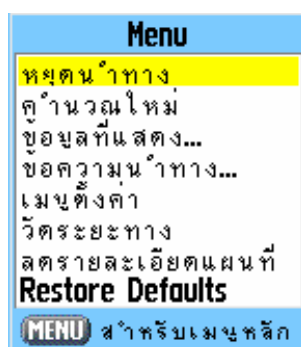 Menu
หยุดนำทาง
คำนวณใหม่
ข้อมูลที่แสดง...
ข้อความนำทาง...
เมนูตั้งค่า
วัดระยะทาง
ลดรายละเอียดแผนที่
Restore Defaults
MENU สำหรับเมนูหลัก